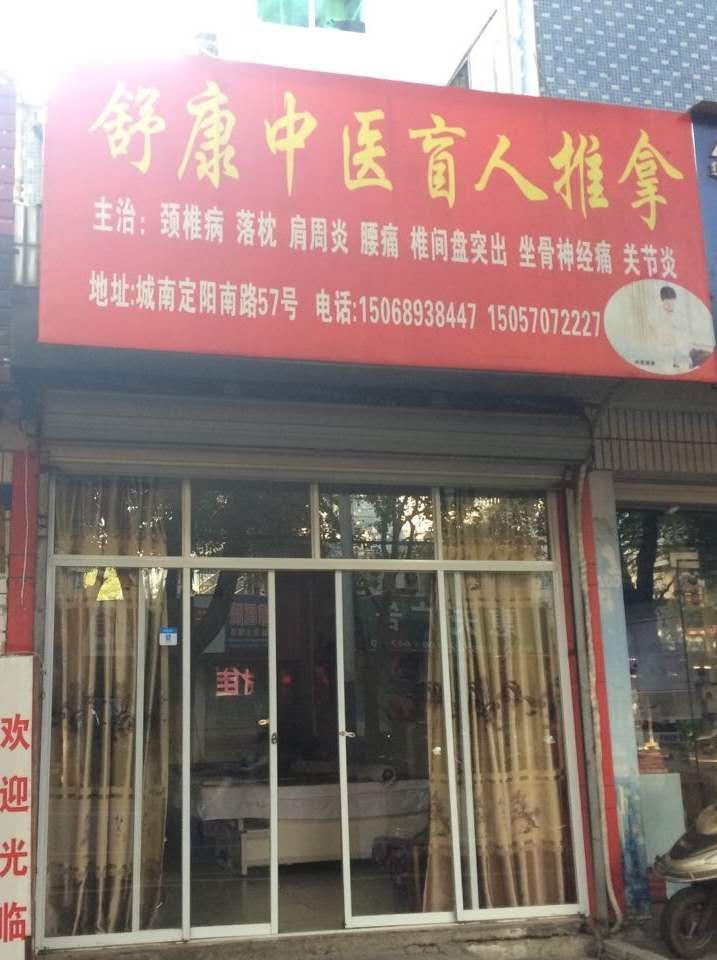 舒康中医盲人推拿
主治：颈椎病 落枕 肩周炎 腰痛 椎间盘突出 坐骨神经痛 关节炎
地址:城南定阳南路57号 电话:15068938447 15057072227
欢迎光临
推